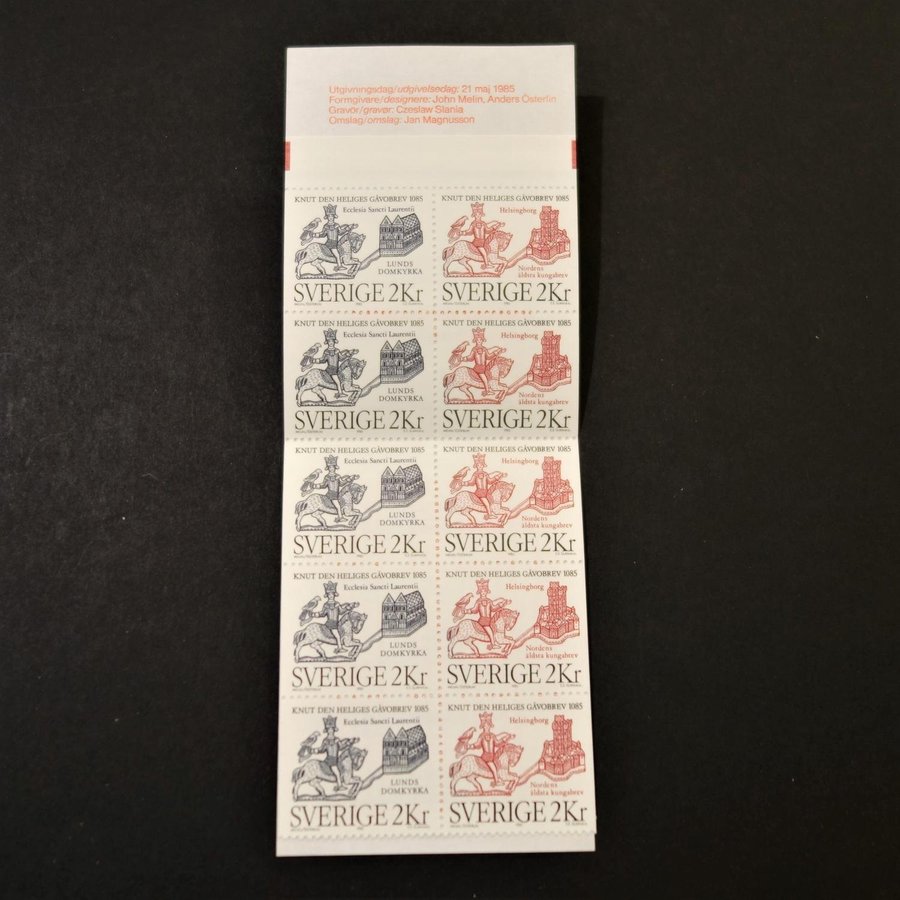 Utgivningsdag/udgivelsedag: 21 maj 1985
Formgivare/designere: John Melin, Anders Österlin
Gravör/gravør: Czesław Słania
Omslag/omslag: Jan Magnusson
KNUT DEN HELIGES GÅVOBREV 1085
Ecclesia Sancti Laurentii
LUNDS
DOMKYRKA
SVERIGE 2Kr
KNUT DEN HELIGES GÅVOBREV 1085
Helsingborg
Nordens
äldsta kungabrev
SVERIGE 2Kr
KNUT DEN HELIGES GÅVOBREV 1085
Ecclesia Sancti Laurentii
LUNDS
DOMKYRKA
SVERIGE 2Kr
KNUT DEN HELIGES GÅVOBREV 1085
Helsingborg
Nordens
äldsta kungabrev
SVERIGE 2Kr
KNUT DEN HELIGES GÅVOBREV 1085
Ecclesia Sancti Laurentii
LUNDS
DOMKYRKA
SVERIGE 2Kr
KNUT DEN HELIGES GÅVOBREV 1085
Helsingborg
Nordens
äldsta kungabrev
SVERIGE 2Kr
KNUT DEN HELIGES GÅVOBREV 1085
Ecclesia Sancti Laurentii
LUNDS
DOMKYRKA
SVERIGE 2Kr
KNUT DEN HELIGES GÅVOBREV 1085
Helsingborg
Nordens
äldsta kungabrev
SVERIGE 2Kr
KNUT DEN HELIGES GÅVOBREV 1085
Ecclesia Sancti Laurentii
LUNDS
DOMKYRKA
SVERIGE 2Kr
KNUT DEN HELIGES GÅVOBREV 1085
Helsingborg
Nordens
äldsta kungabrev
SVERIGE 2Kr